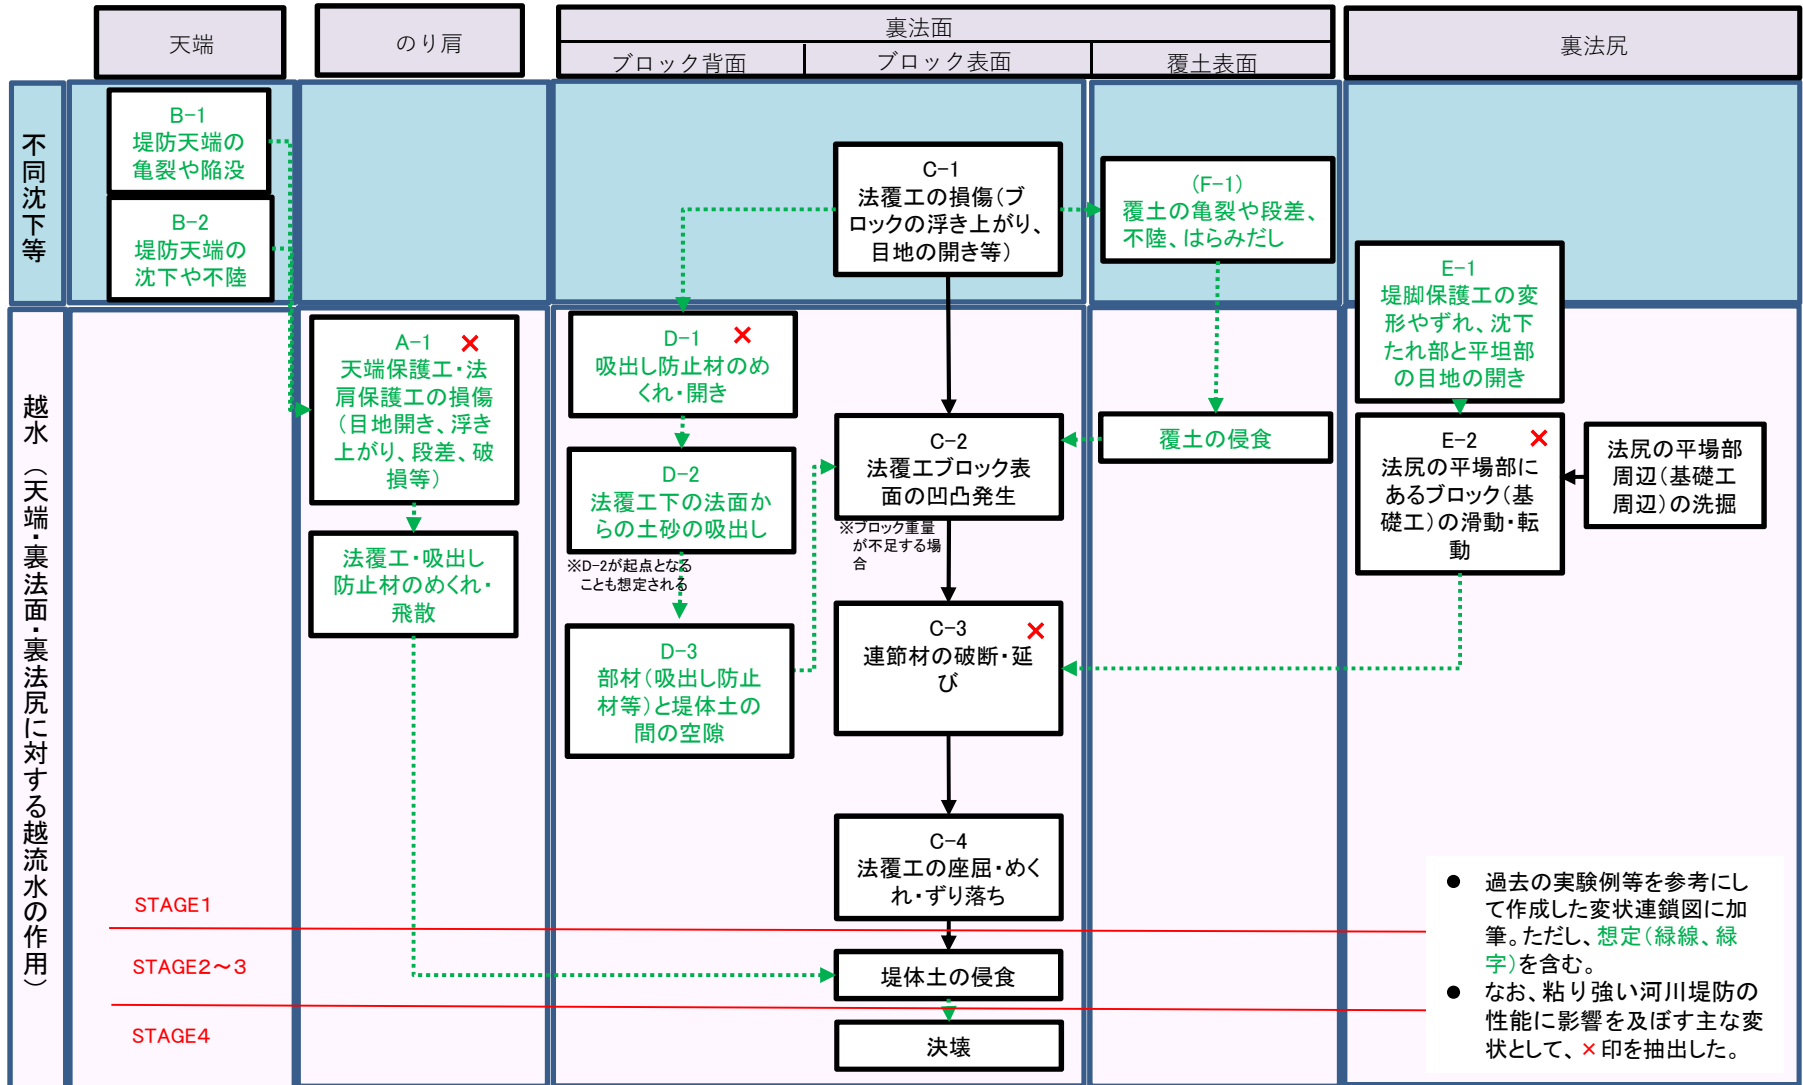 天端
のり肩
裏法面
ブロック背面
ブロック表面
覆土表面
裏法尻
不同沈下等
B-1
堤防天端の
亀裂や陥没
B-2
堤防天端の
沈下や不陸
C-1
法覆工の損傷(ブ
ロックの浮き上がり、
目地の開き等)
(F-1)
覆土の亀裂や段差、
不陸、はらみだし
E-1
堤脚保護工の変
形やずれ、沈下
たれ部と平坦部
の目地の開き
越水(天端・裏法面・裏法尻に対する越流水の作用)
A-1 ×
天端保護工・法
肩保護工の損傷
(目地開き、浮き
上がり、段差、破
損等)
法覆工・吸出し
防止材のめくれ・
飛散
D-1 ×
吸出し防止材のめ
くれ・開き
D-2
法覆工下の法面か
らの土砂の吸出し
※D-2が起点となる
ことも想定される
D-3
部材(吸出し防止
材等)と堤体土の
間の空隙
C-2
法覆工ブロック表
面の凹凸発生
※ブロック重量
が不足する場
合
C-3 ×
連節材の破断・延
び
C-4
法覆工の座屈・めく
れ・ずり落ち
堤体土の侵食
決壊
覆土の侵食
E-2 ×
法尻の平場部に
あるブロック(基
礎工)の滑動・転
動
法尻の平場部
周辺(基礎工
周辺)の洗掘
STAGE1
STAGE2~3
STAGE4
● 過去の実験例等を参考にし
て作成した変状連鎖図に加
筆。ただし、想定(緑線、緑
字)を含む。
● なお、粘り強い河川堤防の
性能に影響を及ぼす主な変
状として、×印を抽出した。